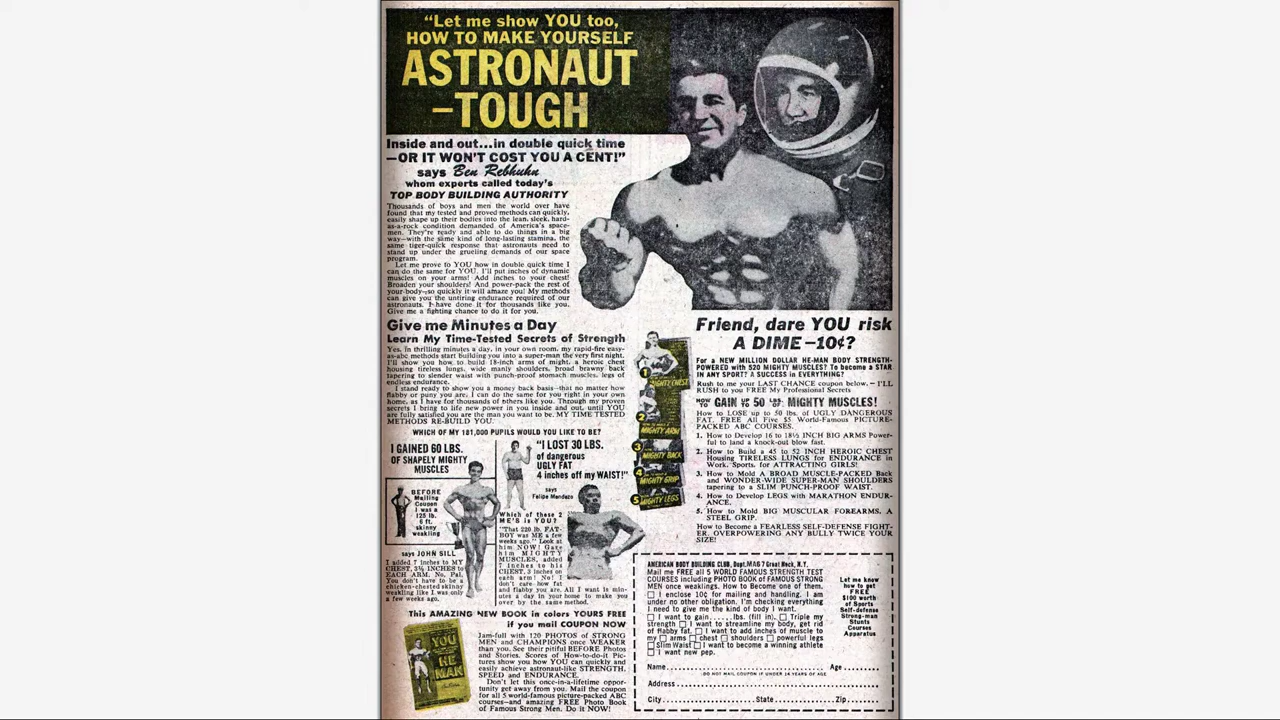 "Let me show YOU too,
HOW TO MAKE YOURSELF
ASTRONAUT
–TOUGH
Inside and out...in double quick time
—OR IT WON'T COST YOU A CENT!"
says Ben Rebhuhn
whom experts called today's
TOP BODY BUILDING AUTHORITY
Thousands of boys and men the world over have
found that my tested and proved methods can quickly,
easily shape up their bodies into the lean, sleek, hard-
as-a-rock condition demanded of America's space-
men. They're ready and able to do things in a big
way—with the same kind of long-lasting stamina, the
same tiger-quick response that astronauts need to
stand up under the grueling demands of our space
program.
Let me prove to YOU how in double quick time I
can do the same for YOU. I'll put inches of dynamic
muscles on your arms! Add inches to your chest!
Broaden your shoulders! And power-pack the rest of
your body—so quickly it will amaze you! My methods
can give you the untiring endurance required of our
astronauts. I have done it for thousands like you.
Give me a fighting chance to do it for you.
Give me Minutes a Day
Learn My Time-Tested Secrets of Strength
Yes, in thrilling minutes a day, in your own room, my rapid-fire easy-
as-abc methods start building you into a super-man the very first night.
I'll show you how to build 18-inch arms of might, a heroic chest
housing tireless lungs, wide manly shoulders, broad brawny back
tapering to slender waist with punch-proof stomach muscles, legs of
endless endurance.
I stand ready to show you a money back basis—that no matter how
flabby or puny you are, I can do the same for you right in your own
home, as I have for thousands of others like you. Through my proven
secrets I bring to life new power in you inside and out, until YOU
are fully satisfied you are the man you want to be. MY TIME TESTED
METHODS RE-BUILD YOU.
WHICH OF MY 181,000 PUPILS WOULD YOU LIKE TO BE?
I GAINED 60 LBS.
OF SHAPELY MIGHTY
MUSCLES
BEFORE
Mailing
Coupon
I was a
125 lb.
6 ft.
skinny
weakling
says JOHN SILL
I added 7 inches to MY
CHEST, 3½ INCHES to
EACH ARM. No, Pal,
You don't have to be a
chicken-chested skinny
weakling like I was only
a few weeks ago.
"I LOST 30 LBS.
of dangerous
UGLY FAT
4 inches off my WAIST!"
says
Felipe Mendezo
Which of these 2
ME'S is YOU?
"That 220 lb. FAT-
BOY was ME a few
weeks ago." Look at
him NOW! Gave
him MIGHTY
MUSCLES, added
7 inches to his
CHEST, 3 inches on
each arm! No! I
don't care how fat
and flabby you are. All I want is min-
utes a day in your home to make you
over by the same method.
This AMAZING NEW BOOK in colors YOURS FREE
if you mail COUPON NOW
YOU
HE
MAN
Jam-full with 120 PHOTOS of STRONG
MEN and CHAMPIONS once WEAKER
than you. See their pitiful BEFORE Photos
and Stories. Scores of How-to-do-it Pic-
tures show you how YOU can quickly and
easily achieve astronaut-like STRENGTH,
SPEED and ENDURANCE.
Don't let this once-in-a-lifetime oppor-
tunity get away from you. Mail the coupon
for all 5 world-famous picture-packed ABC
courses—and amazing FREE Photo Book
of Famous Strong Men. Do it NOW!
1
MIGHTY CHEST
2
MIGHTY ARM
3
MIGHTY BACK
4
MIGHTY GRIP
5
MIGHTY LEGS
Friend, dare YOU risk
A DIME –10¢?
For a NEW MILLION DOLLAR HE-MAN BODY STRENGTH-
POWERED with 520 MIGHTY MUSCLES? To become a STAR
IN ANY SPORT? A SUCCESS in EVERYTHING?
Rush to me your LAST CHANCE coupon below, — I'LL
RUSH to you FREE My Professional Secrets
HOW TO GAIN UP TO 50 LBS. OF MIGHTY MUSCLES!
How to LOSE up to 50 lbs. of UGLY DANGEROUS
FAT, FREE All Five $5 World-Famous PICTURE-
PACKED ABC COURSES.
1. How to Develop 16 to 18½ INCH BIG ARMS Power-
ful to land a knock-out blow fast.
2. How to Build a 45 to 52 INCH HEROIC CHEST
Housing TIRELESS LUNGS for ENDURANCE in
Work, Sports, for ATTRACTING GIRLS!
3. How to Mold A BROAD MUSCLE-PACKED Back
and WONDER-WIDE SUPER-MAN SHOULDERS
tapering to a SLIM PUNCH-PROOF WAIST.
4. How to Develop LEGS with MARATHON ENDUR-
ANCE.
5. How to Mold BIG MUSCULAR FOREARMS, A
STEEL GRIP.
How to Become a FEARLESS SELF-DEFENSE FIGHT-
ER, OVERPOWERING ANY BULLY TWICE YOUR
SIZE!
AMERICAN BODY BUILDING CLUB, Dept. MAG 7 Great Neck, N.Y.
Mail me FREE all 5 WORLD FAMOUS STRENGTH TEST
COURSES including PHOTO BOOK of FAMOUS STRONG
MEN once weaklings. How to Become one of them.
I enclose 10¢ for mailing and handling. I am
under no other obligation. I'm checking everything
I need to give me the kind of body I want.
I want to gain......lbs. (fill in). Triple my
strength I want to streamline my body, get rid
of flabby fat. I want to add inches of muscle to
my arms chest shoulders powerful legs
Slim Waist I want to become a winning athlete
I want new pep.
Let me know
how to get
FREE
$100 worth
of Sports
Self-defense
Strong-man
Stunts
Courses
Apparatus
Name.......... Age..........
DO NOT MAIL COUPON IF UNDER 14 YEARS OF AGE
Address..........
City.......... State.......... Zip..........